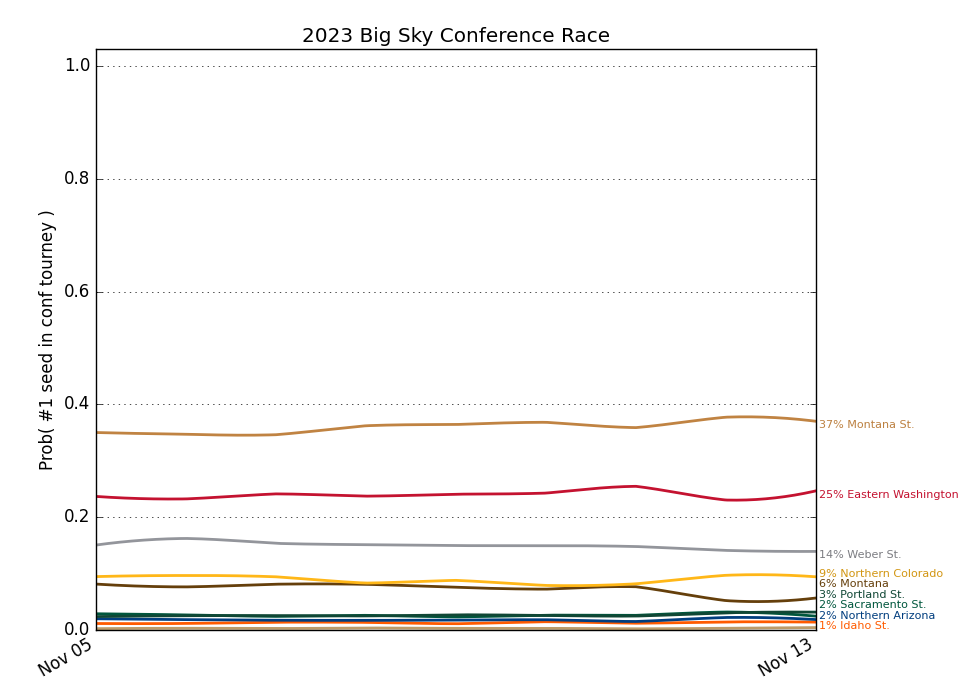 2023 Big Sky Conference Race
Prob( #1 seed in conf tourney )
1.0
0.8
0.6
0.4
0.2
0.0
Nov 05
Nov 13
37% Montana St.
25% Eastern Washington
14% Weber St.
9% Northern Colorado
6% Montana
3% Portland St.
2% Sacramento St.
2% Northern Arizona
1% Idaho St.